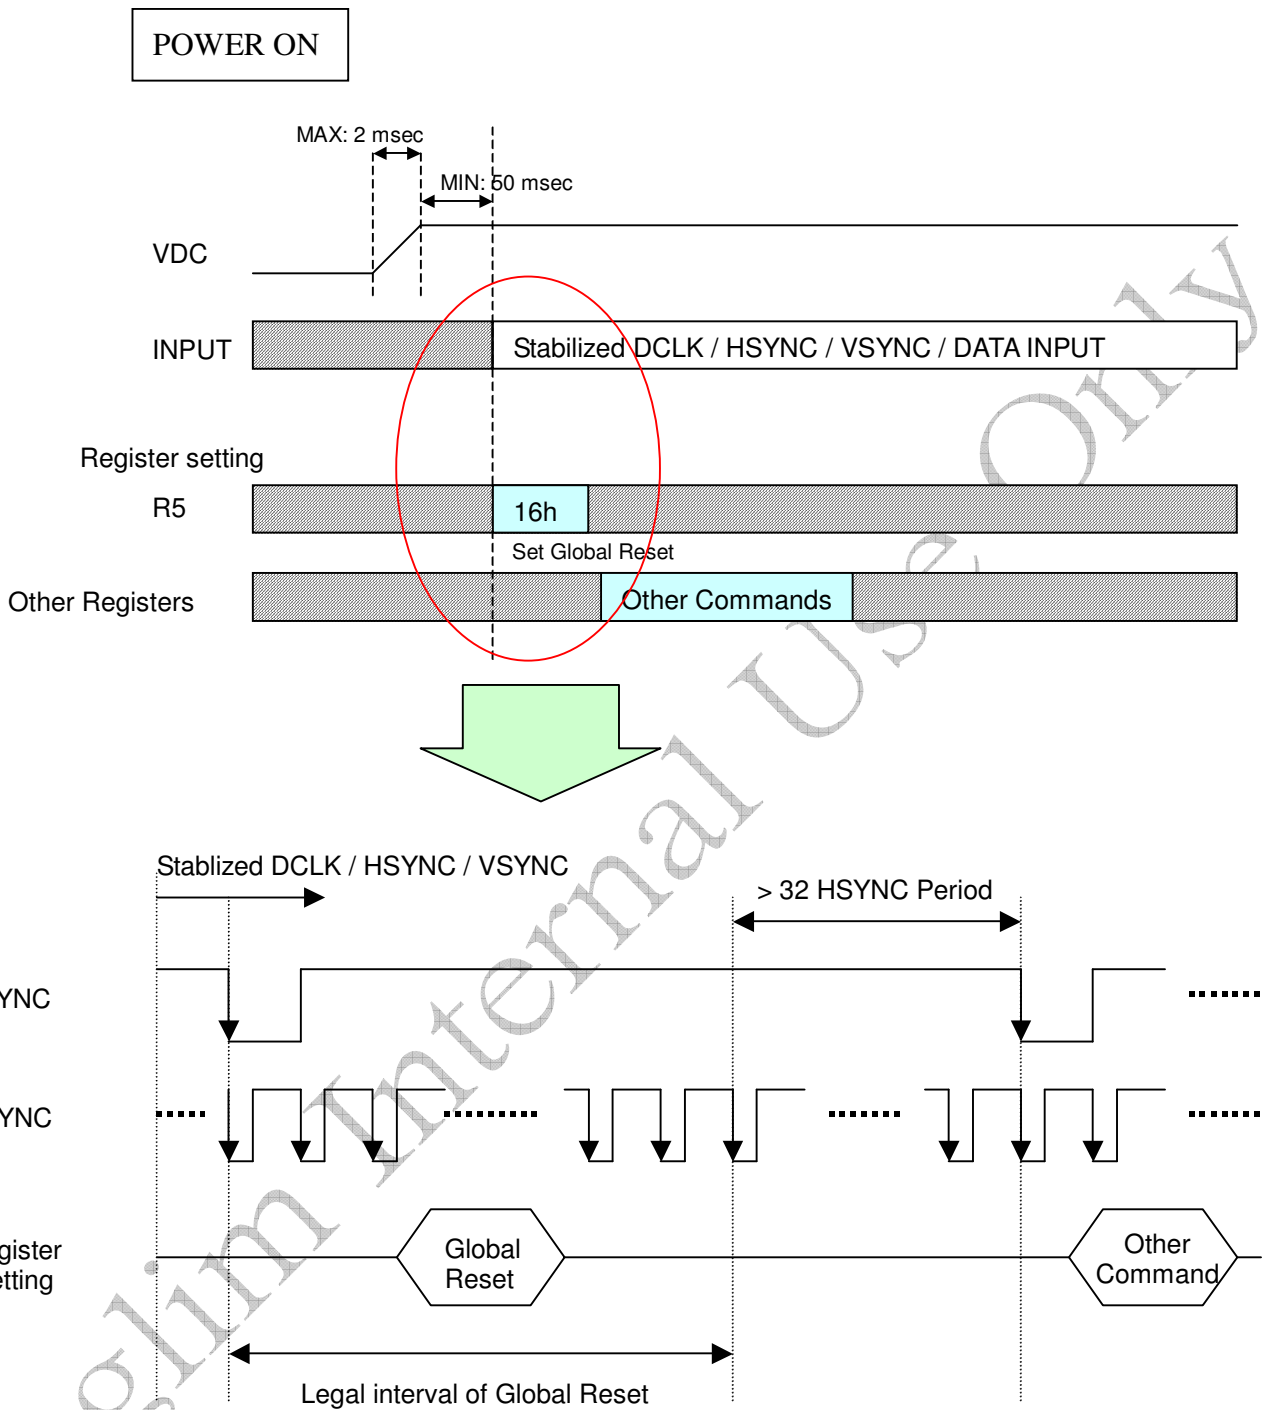 POWER ON
MAX: 2 msec
MIN: 50 msec
VDC
INPUT
Stabilized DCLK / HSYNC / VSYNC / DATA INPUT
Register setting
R5
16h
Set Global Reset
Other Registers
Other Commands
Stablized DCLK / HSYNC / VSYNC
> 32 HSYNC Period
YNC
YNC
gister
etting
Global
Reset
Other
Command
Legal interval of Global Reset
glim Internal Use Only